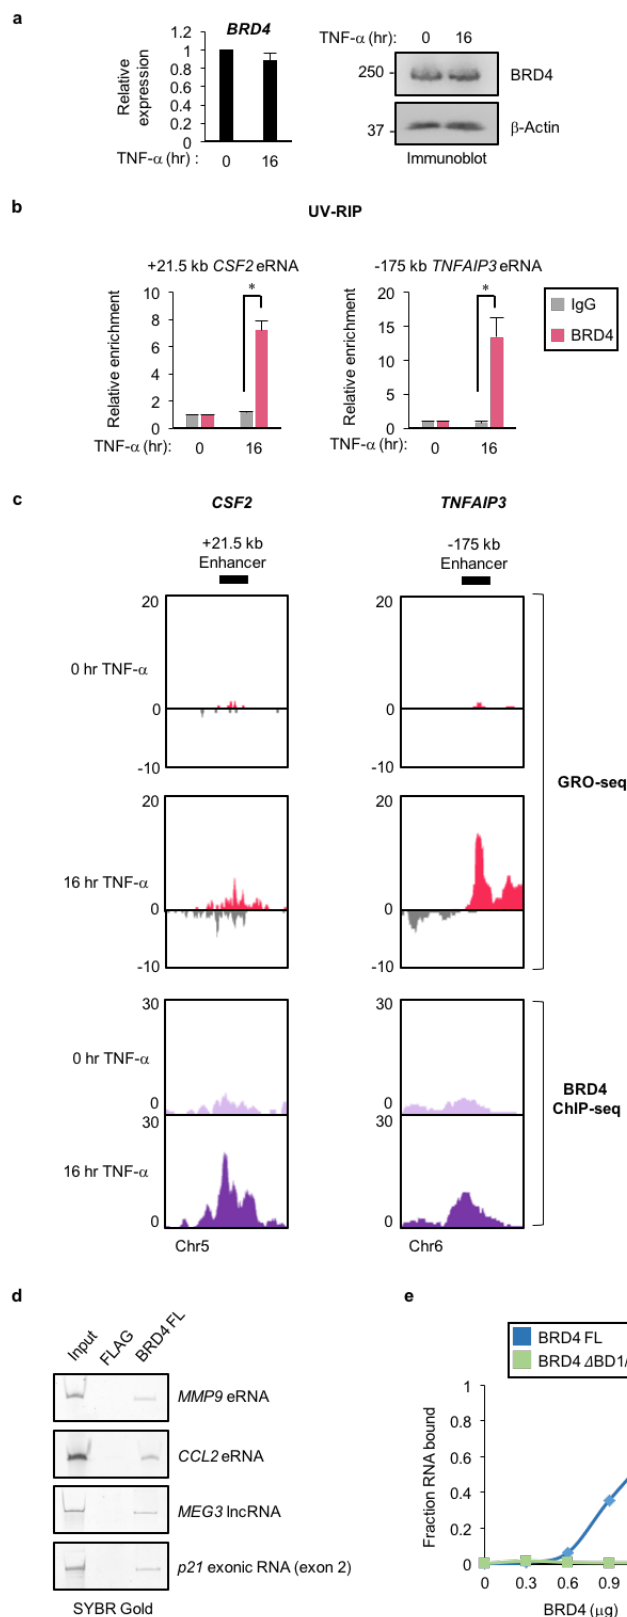 a
BRD4
1.2
1
0.8
0.6
0.4
0.2
0
Relative
expression
TNF-α (hr) : 0 16
TNF-α (hr): 0 16
250
BRD4
37
β-Actin
Immunoblot
b
UV-RIP
+21.5 kb CSF2 eRNA
10
8
6
4
2
0
Relative enrichment
*
TNF-α (hr): 0 16
-175 kb TNFAIP3 eRNA
20
15
10
5
0
Relative enrichment
*
TNF-α (hr): 0 16
IgG
BRD4
c
CSF2 TNFAIP3
+21.5 kb -175 kb
Enhancer Enhancer
20 20
0 hr TNF-α
0 0
-10 -10
GRO-seq
20 20
16 hr TNF-α
0 0
-10 -10
30 30
0 hr TNF-α
0 0
BRD4
ChIP-seq
30 30
16 hr TNF-α
0 0
Chr5 Chr6
d
Input FLAG BRD4 FL
MMP9 eRNA
CCL2 eRNA
MEG3 lncRNA
p21 exonic RNA (exon 2)
SYBR Gold
e
BRD4 FL
BRD4 ΔBD1/
1
0.8
0.6
0.4
0.2
0
Fraction RNA bound
0 0.3 0.6 0.9
BRD4 (μg)